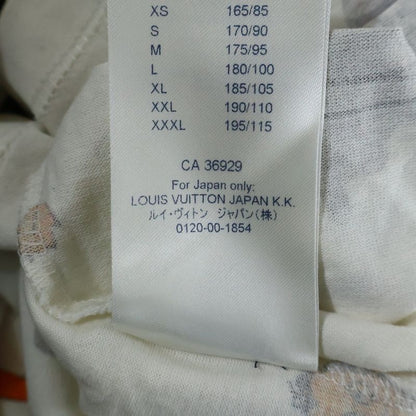 XS 165/85
S 170/90
M 175/95
L 180/100
XL 185/105
XXL 190/110
XXXL 195/115
CA 36929
For Japan only:
LOUIS VUITTON JAPAN K.K.
ルイ・ヴィトン ジャパン(株)
0120-00-1854